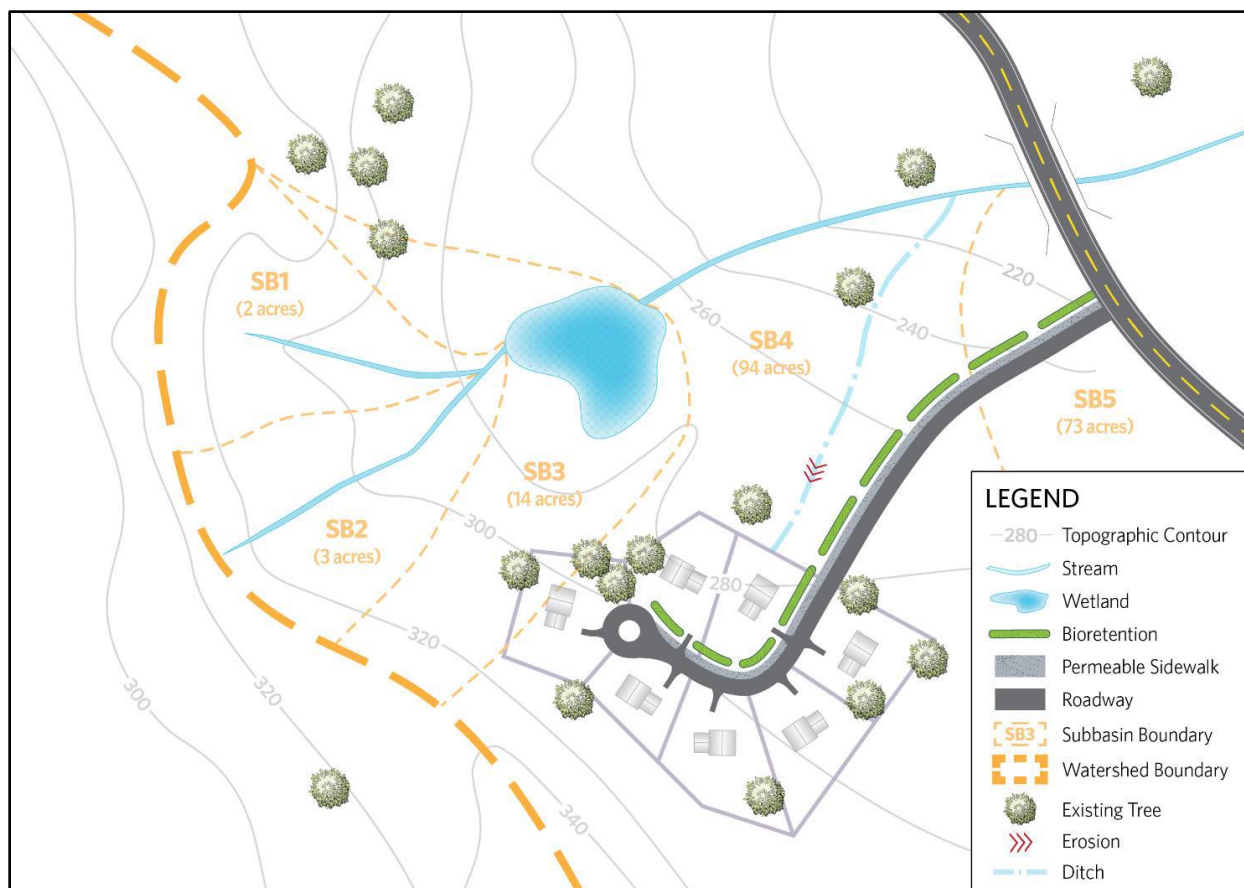 SB1
(2 acres)
SB2
(3 acres)
SB3
(14 acres)
SB4
(94 acres)
SB5
(73 acres)
220
240
260
280
300
320
300
320
340
LEGEND
280 Topographic Contour
Stream
Wetland
Bioretention
Permeable Sidewalk
Roadway
SB3 Subbasin Boundary
Watershed Boundary
Existing Tree
Erosion
Ditch